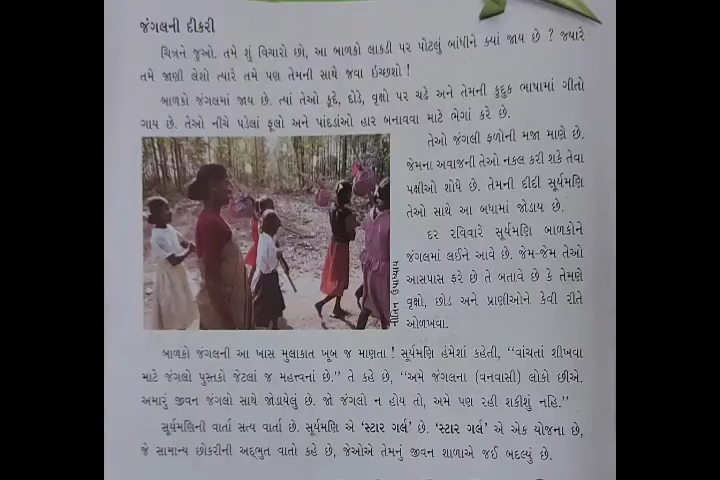 જંગલની દીકરી
ચિત્રને જુઓ. તમે શું વિચારો છો, આ બાળકો લાકડી પર પોટલું બાંધીને ક્યાં જાય છે ? જ્યારે
તમે જાણી લેશો ત્યારે તમે પણ તેમની સાથે જવા ઇચ્છશો !
બાળકો જંગલમાં જાય છે. ત્યાં તેઓ કૂદે, દોડે, વૃક્ષો પર ચઢે અને તેમની કુડુક ભાષામાં ગીતો
ગાય છે. તેઓ નીચે પડેલાં ફૂલો અને પાંદડાંઓ હાર બનાવવા માટે ભેગાં કરે છે.
તેઓ જંગલી ફળોની મજા માણે છે.
જેમના અવાજની તેઓ નકલ કરી શકે તેવા
પક્ષીઓ શોધે છે. તેમની દીદી સૂર્યમણિ
તેઓ સાથે આ બધામાં જોડાય છે.
દર રવિવારે સૂર્યમણિ બાળકોને
જંગલમાં લઈને આવે છે. જેમ-જેમ તેઓ
આસપાસ ફરે છે તે બતાવે છે કે તેમણે
વૃક્ષો, છોડ અને પ્રાણીઓને કેવી રીતે
ઓળખવા.
નીતિન ઉપાધ્યાય
બાળકો જંગલની આ ખાસ મુલાકાત ખૂબ જ માણતા ! સૂર્યમણિ હંમેશાં કહેતી, “વાંચતાં શીખવા
માટે જંગલો પુસ્તકો જેટલાં જ મહત્ત્વનાં છે.” તે કહે છે, “અમે જંગલના (વનવાસી) લોકો છીએ.
અમારું જીવન જંગલો સાથે જોડાયેલું છે. જો જંગલો ન હોય તો, અમે પણ રહી શકીશું નહિ.”
સૂર્યમણિની વાર્તા સત્ય વાર્તા છે. સૂર્યમણિ એ ‘સ્ટાર ગર્લ’ છે. ‘સ્ટાર ગર્લ’ એ એક યોજના છે,
જે સામાન્ય છોકરીની અદ્ભુત વાતો કહે છે, જેઓએ તેમનું જીવન શાળાએ જઈ બદલ્યું છે.